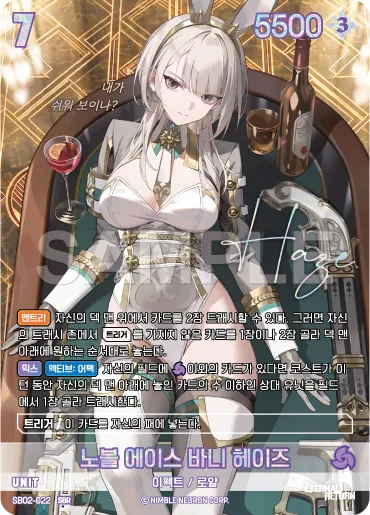 7
5500 3
내가
쉬워 보이나?
Haze
SAMPLE
엔트리 자신의 덱 맨 위에서 카드를 2장 트래시할 수 있다. 그러면 자신
의 트래시 존에서 트리거 를 가지지 않은 카드를 1장이나 2장 골라 덱 맨
아래에 원하는 순서대로 놓는다.
믹스 액티브: 어택 자신의 필드에 이외의 카드가 있다면 코스트가 이
턴 동안 자신의 덱 맨 아래에 놓인 카드의 수 이하인 상대 유닛을 필드
에서 1장 골라 트래시한다.
트리거 이 카드를 자신의 패에 넣는다.
노블 에이스 바니 헤이즈
UNIT
이펙트 / 로얄
SB02-022 SBR
© NIMBLE NEURON CORP.
ETERNAL RETURN